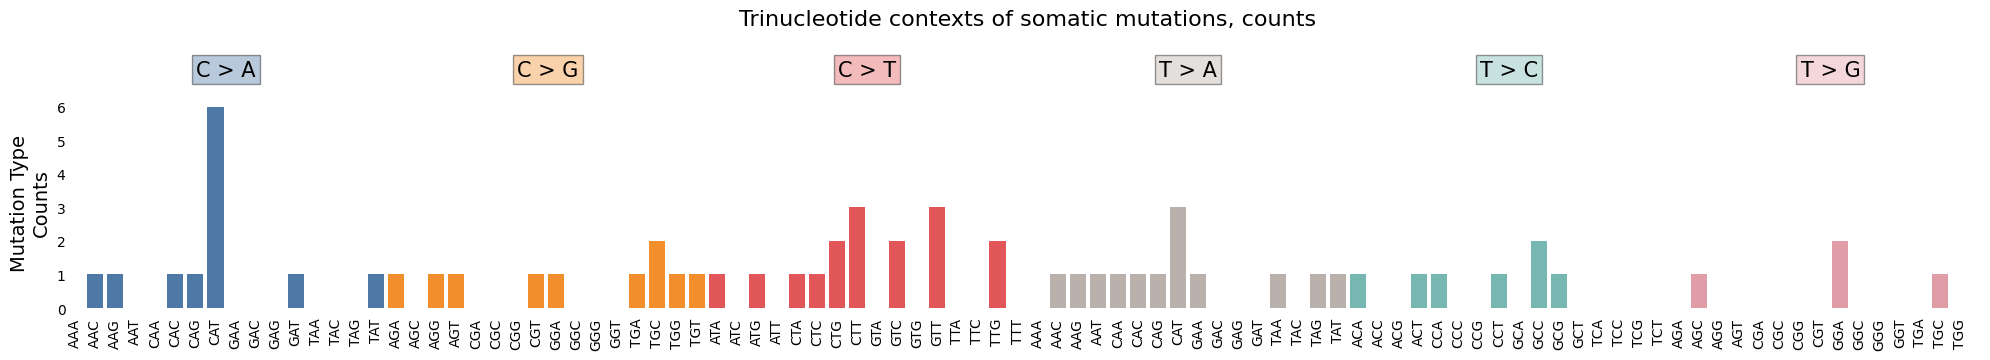 Trinucleotide contexts of somatic mutations, counts
C > A
C > G
C > T
T > A
T > C
T > G
Mutation Type
Counts
6
5
4
3
2
1
0
AAA AAC AAG AAT CAA CAC CAG CAT GAA GAC GAG GAT TAA TAC TAG TAT AGA AGC AGG AGT CGA CGC CGG CGT GGA GGC GGG GGT TGA TGC TGG TGT ATA ATC ATG ATT CTA CTC CTG CTT GTA GTC GTG GTT TTA TTC TTG TTT AAA AAC AAG AAT CAA CAC CAG CAT GAA GAC GAG GAT TAA TAC TAG TAT ACA ACC ACG ACT CCA CCC CCG CCT GCA GCC GCG GCT TCA TCC TCG TCT AGA AGC AGG AGT CGA CGC CGG CGT GGA GGC GGG GGT TGA TGC TGG